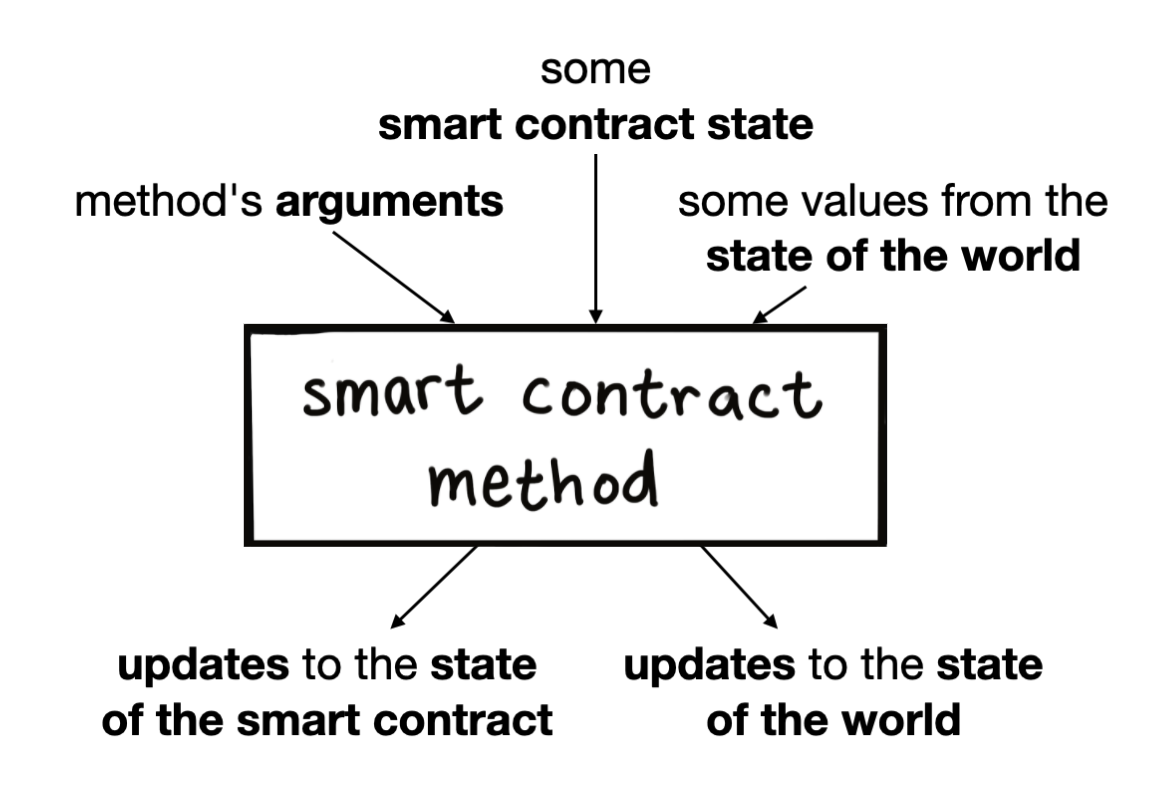 some
smart contract state
method's arguments
some values from the
state of the world
smart contract
method
updates to the state
of the smart contract
updates to the state
of the world